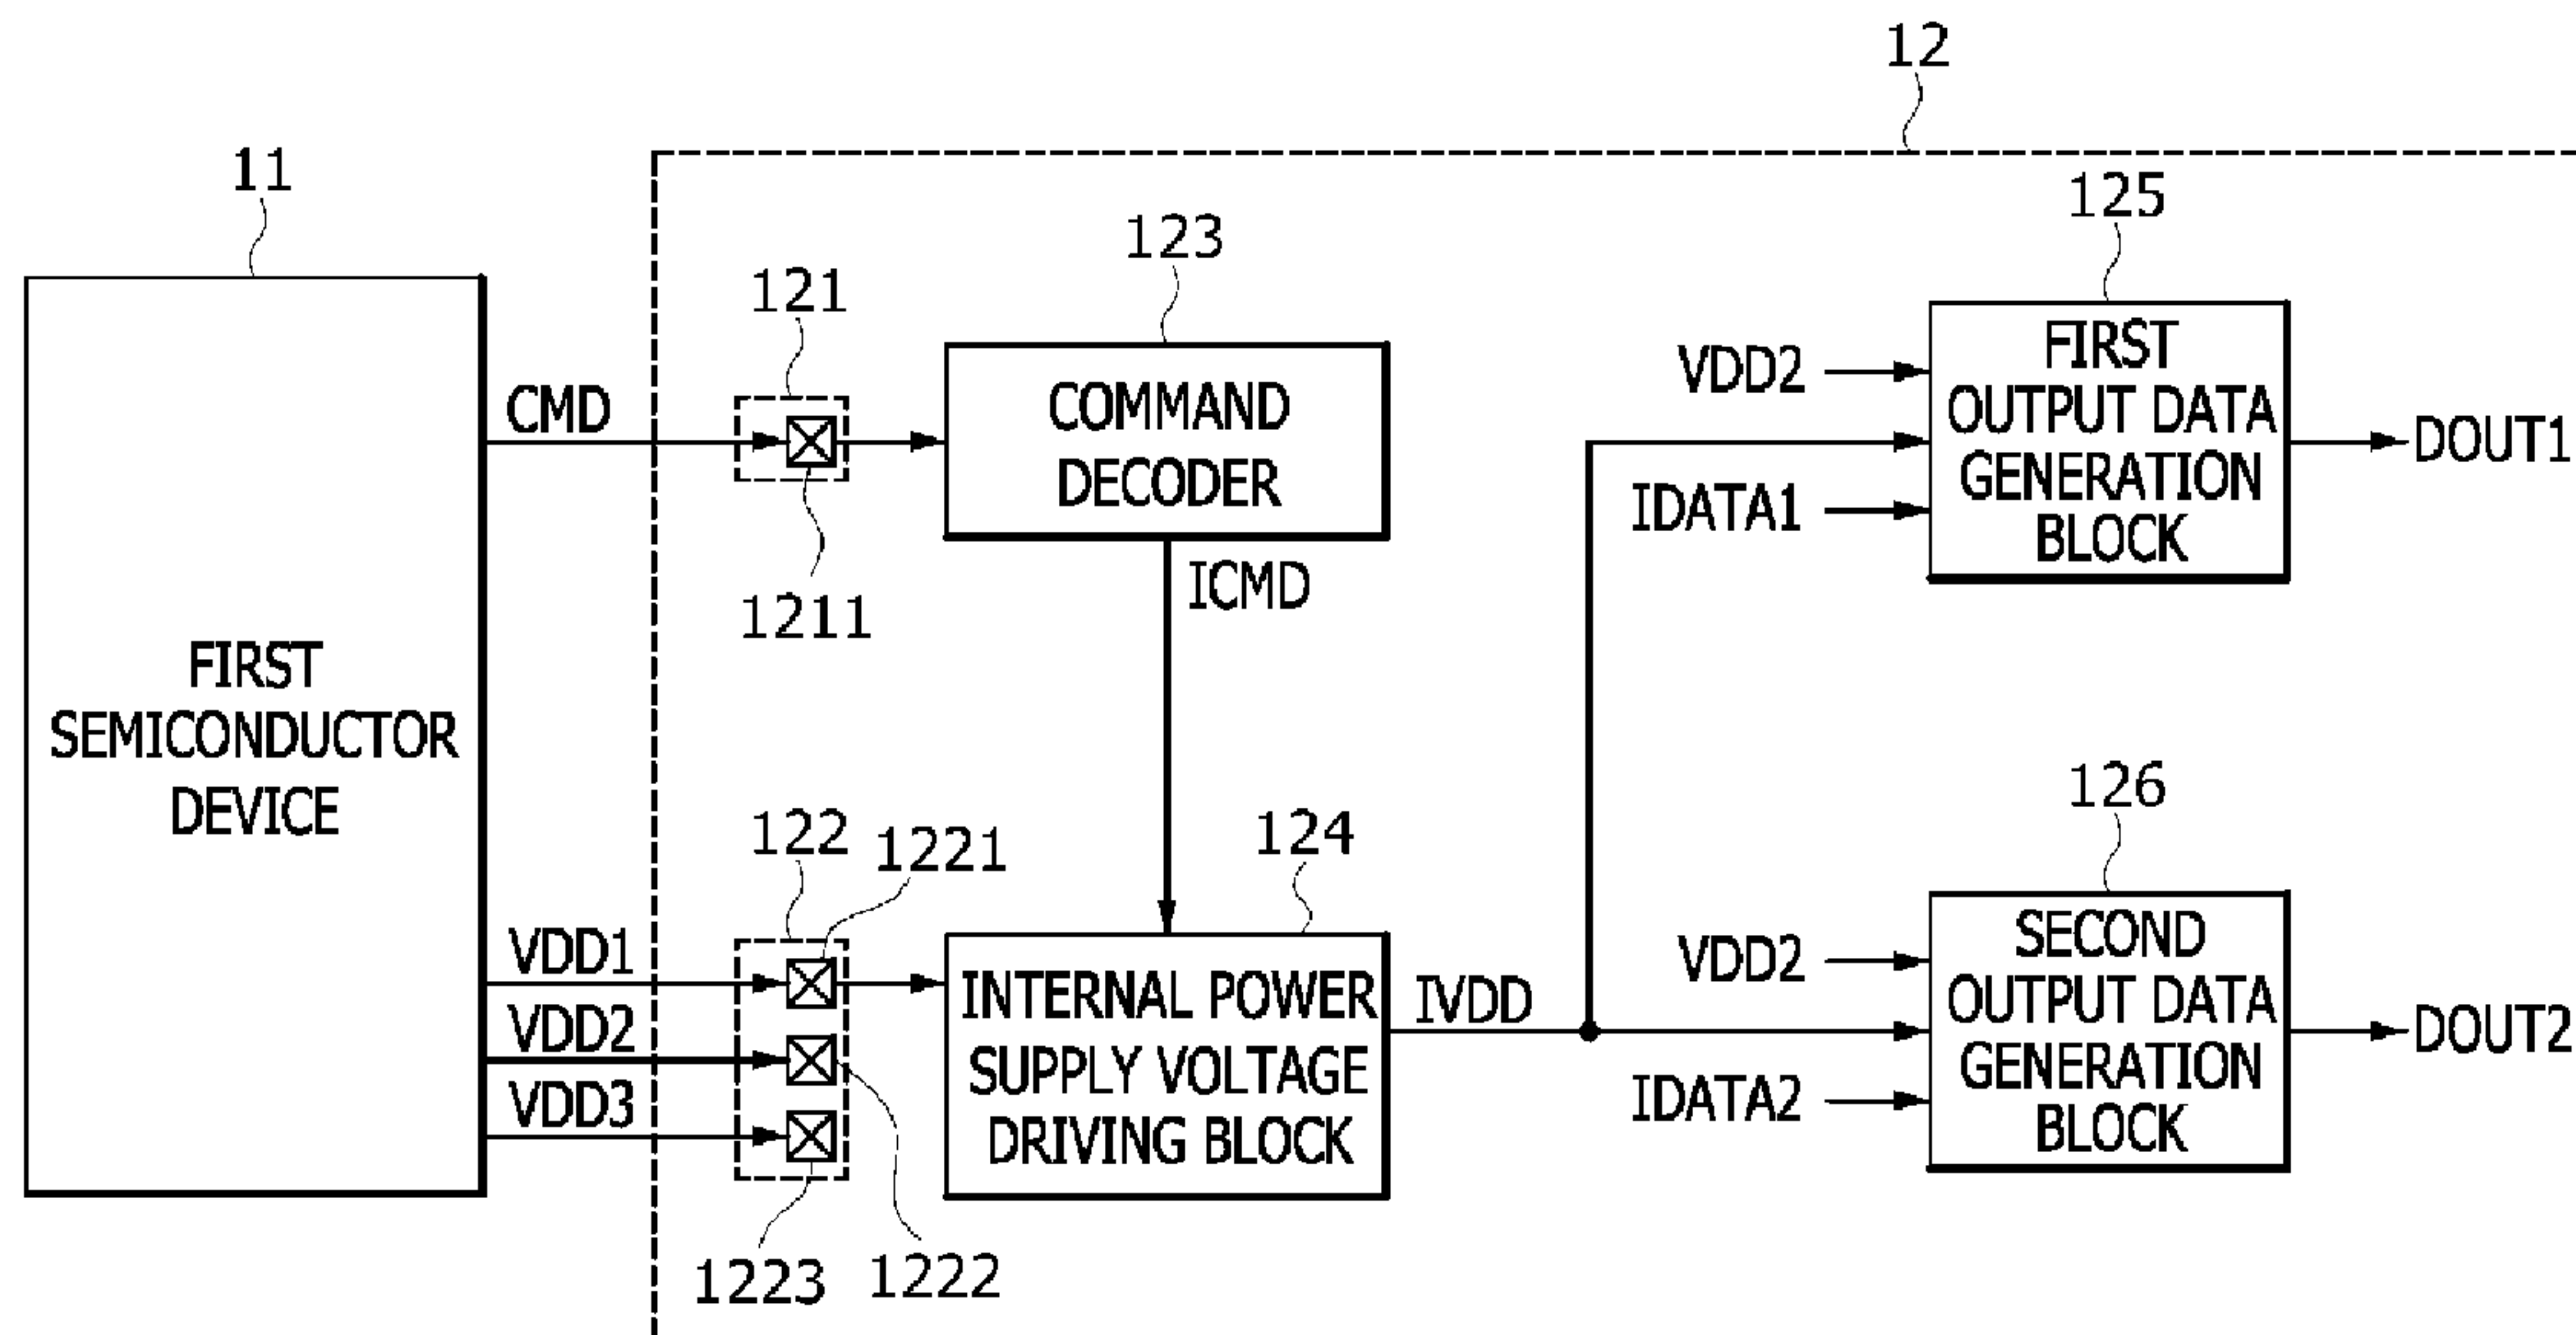 12
11
125
123
121
FIRST
OUTPUT DATA
GENERATION
BLOCK
VDD2
COMMAND
DECODER
CMD
DOUT1
IDATA1
ICMD
1211
FIRST
SEMICONDUCTOR
DEVICE
126
122
1221
124
SECOND
OUTPUT DATA
GENERATION
BLOCK
VDD1
VDD2
INTERNAL POWER
SUPPLY VOLTAGE
DRIVING BLOCK
IVDD
VDD2
DOUT2
VDD3
IDATA2
1223
1222